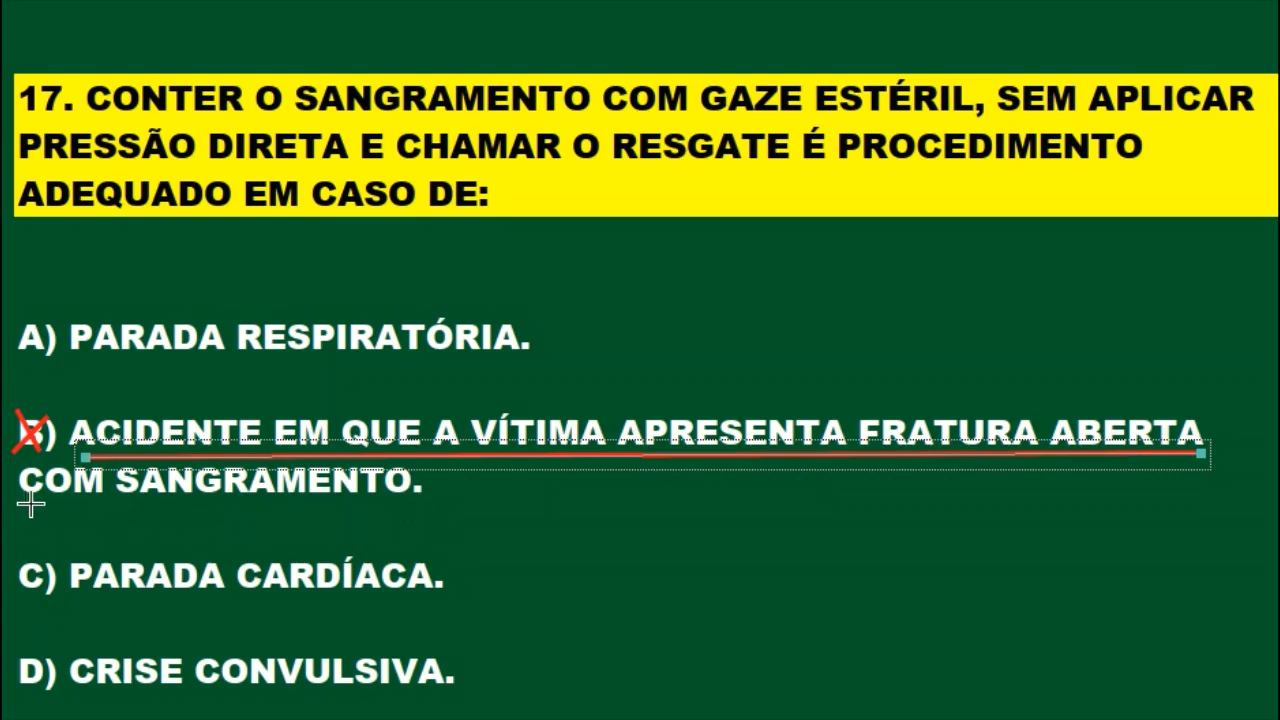 17. CONTER O SANGRAMENTO COM GAZE ESTÉRIL, SEM APLICAR
PRESSÃO DIRETA E CHAMAR O RESGATE É PROCEDIMENTO
ADEQUADO EM CASO DE:
A) PARADA RESPIRATÓRIA.
B) ACIDENTE EM QUE A VÍTIMA APRESENTA FRATURA ABERTA
COM SANGRAMENTO.
C) PARADA CARDÍACA.
D) CRISE CONVULSIVA.